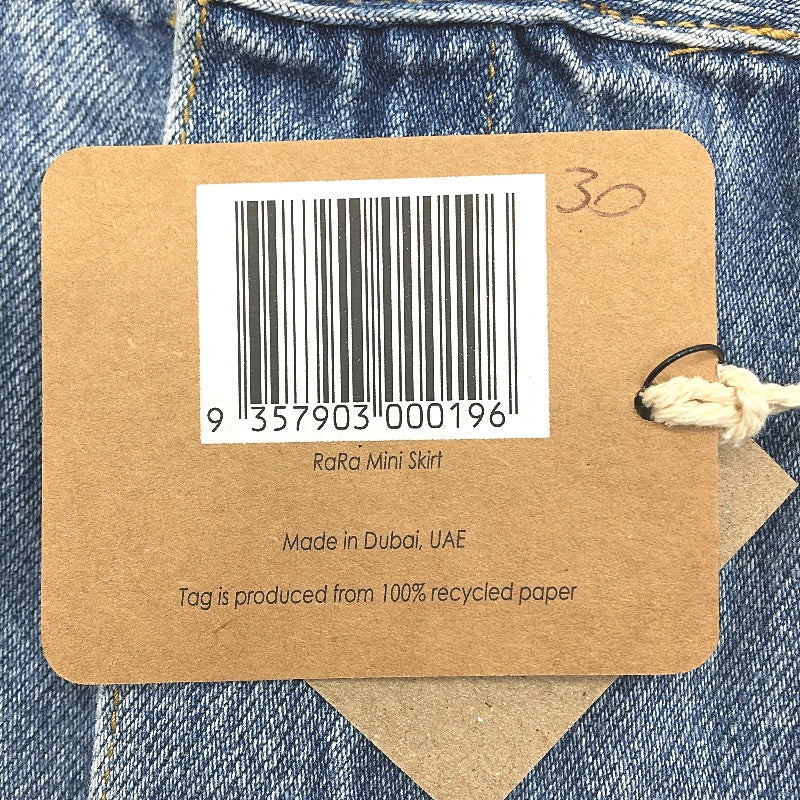 30
9 357903 000196
RaRa Mini Skirt
Made in Dubai, UAE
Tag is produced from 100% recycled paper